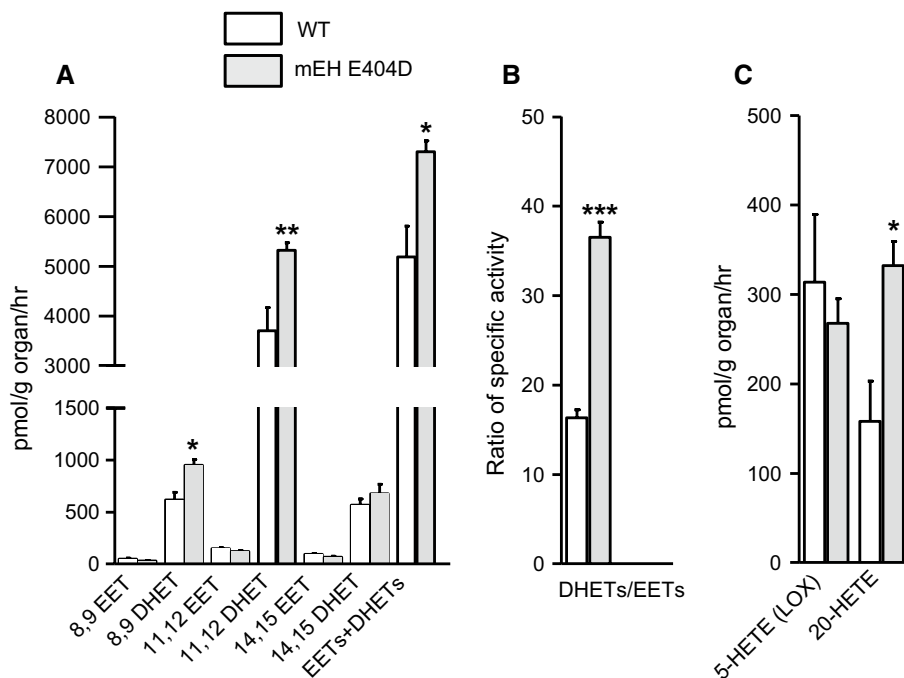 WT
mEH E404D
A
pmol/g organ/hr
8000
7000
6000
5000
4000
3000
1500
1000
500
0
*
**
*
8,9 EET
8,9 DHET
11,12 EET
11,12 DHET
14,15 EET
14,15 DHET
EETs+DHETs
B
Ratio of specific activity
50
40
30
20
10
0
***
DHETs/EETs
C
pmol/g organ/hr
500
400
300
200
100
0
*
5-HETE (LOX)
20-HETE